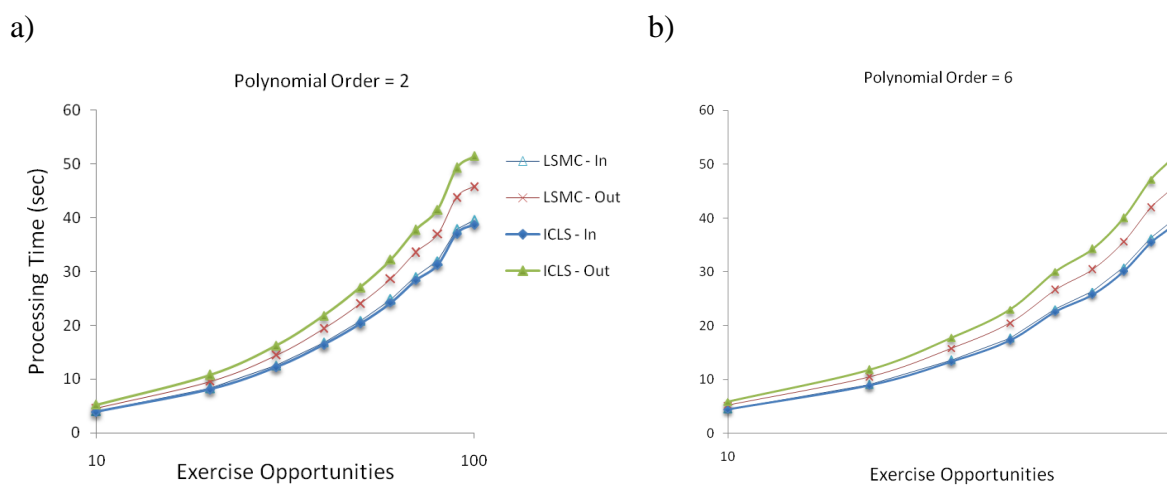 a)
b)
Polynomial Order = 2
60
50
40
30
20
10
0
Processing Time (sec)
10
100
Exercise Opportunities
LSMC - In
LSMC - Out
ICLS - In
ICLS - Out
Polynomial Order = 6
60
50
40
30
20
10
0
10
Exercise Opportunities